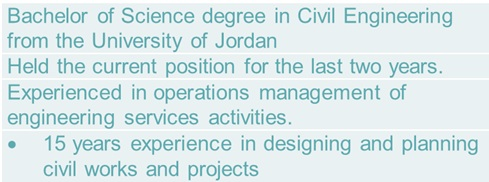 Bachelor of Science degree in Civil Engineering
from the University of Jordan
Held the current position for the last two years.
Experienced in operations management of
engineering services activities.
• 15 years experience in designing and planning
civil works and projects